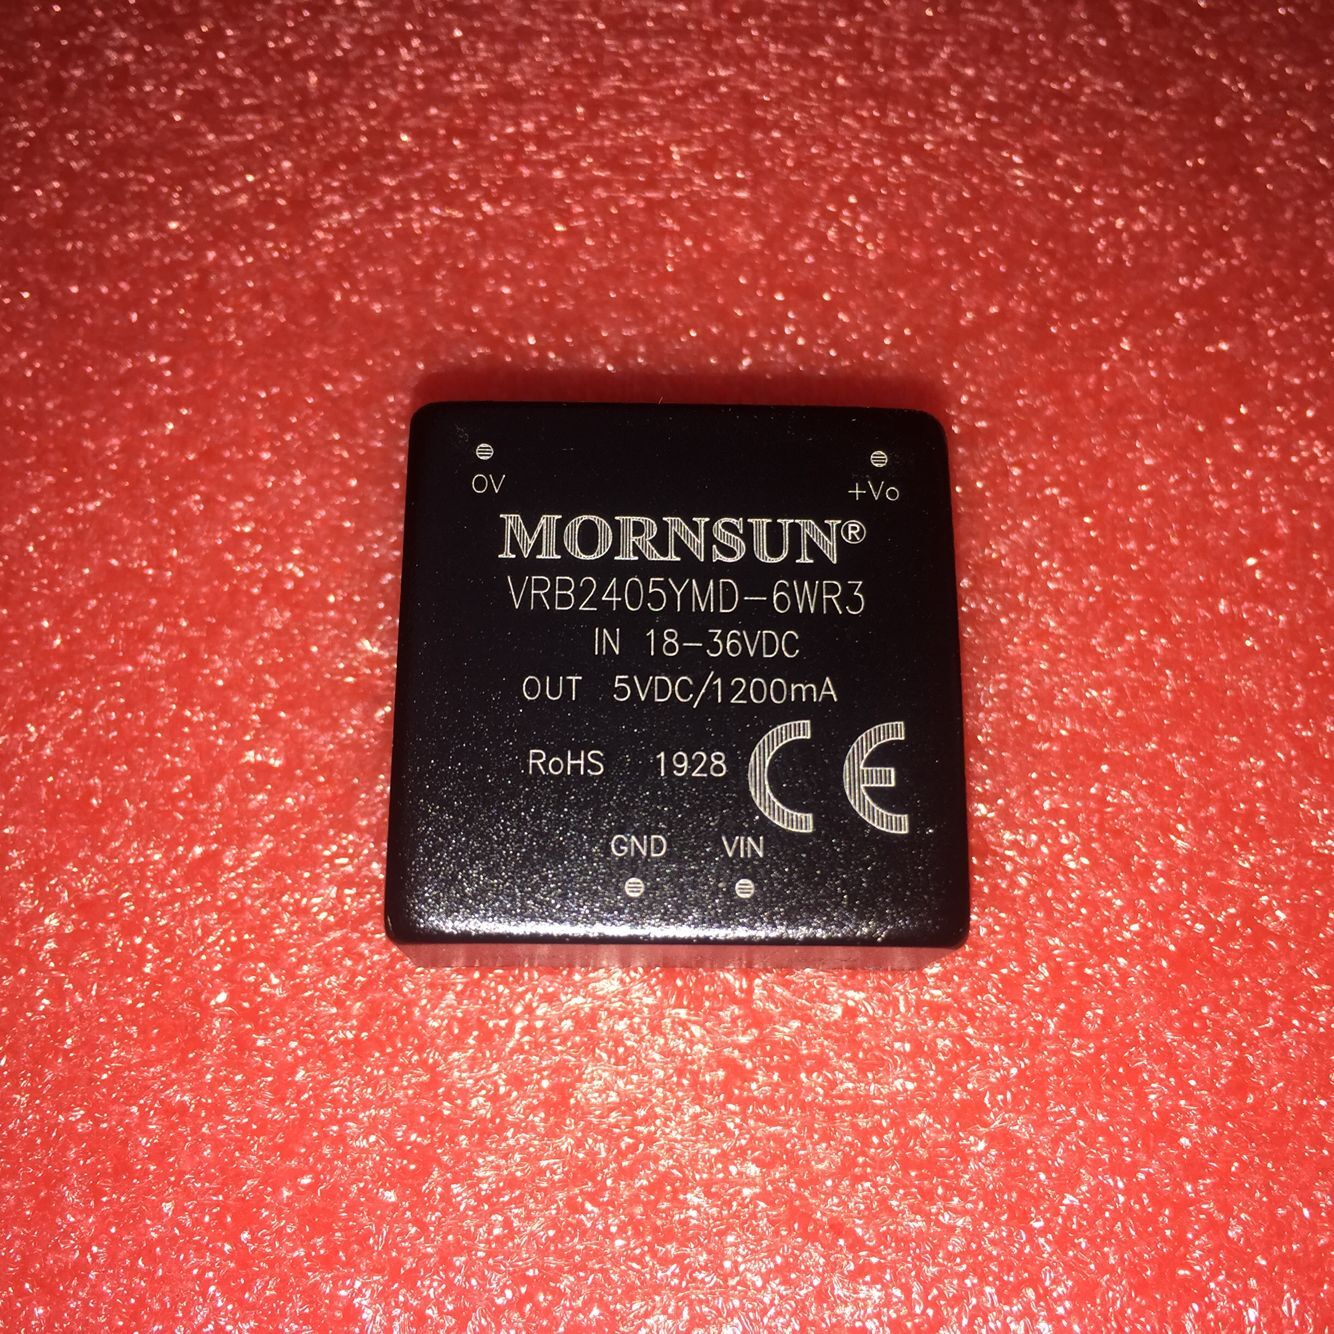 0V +Vo
MORNSUN®
VRB2405YMD-6WR3
IN 18-36VDC
OUT 5VDC/1200mA
RoHS 1928 CE
GND VIN